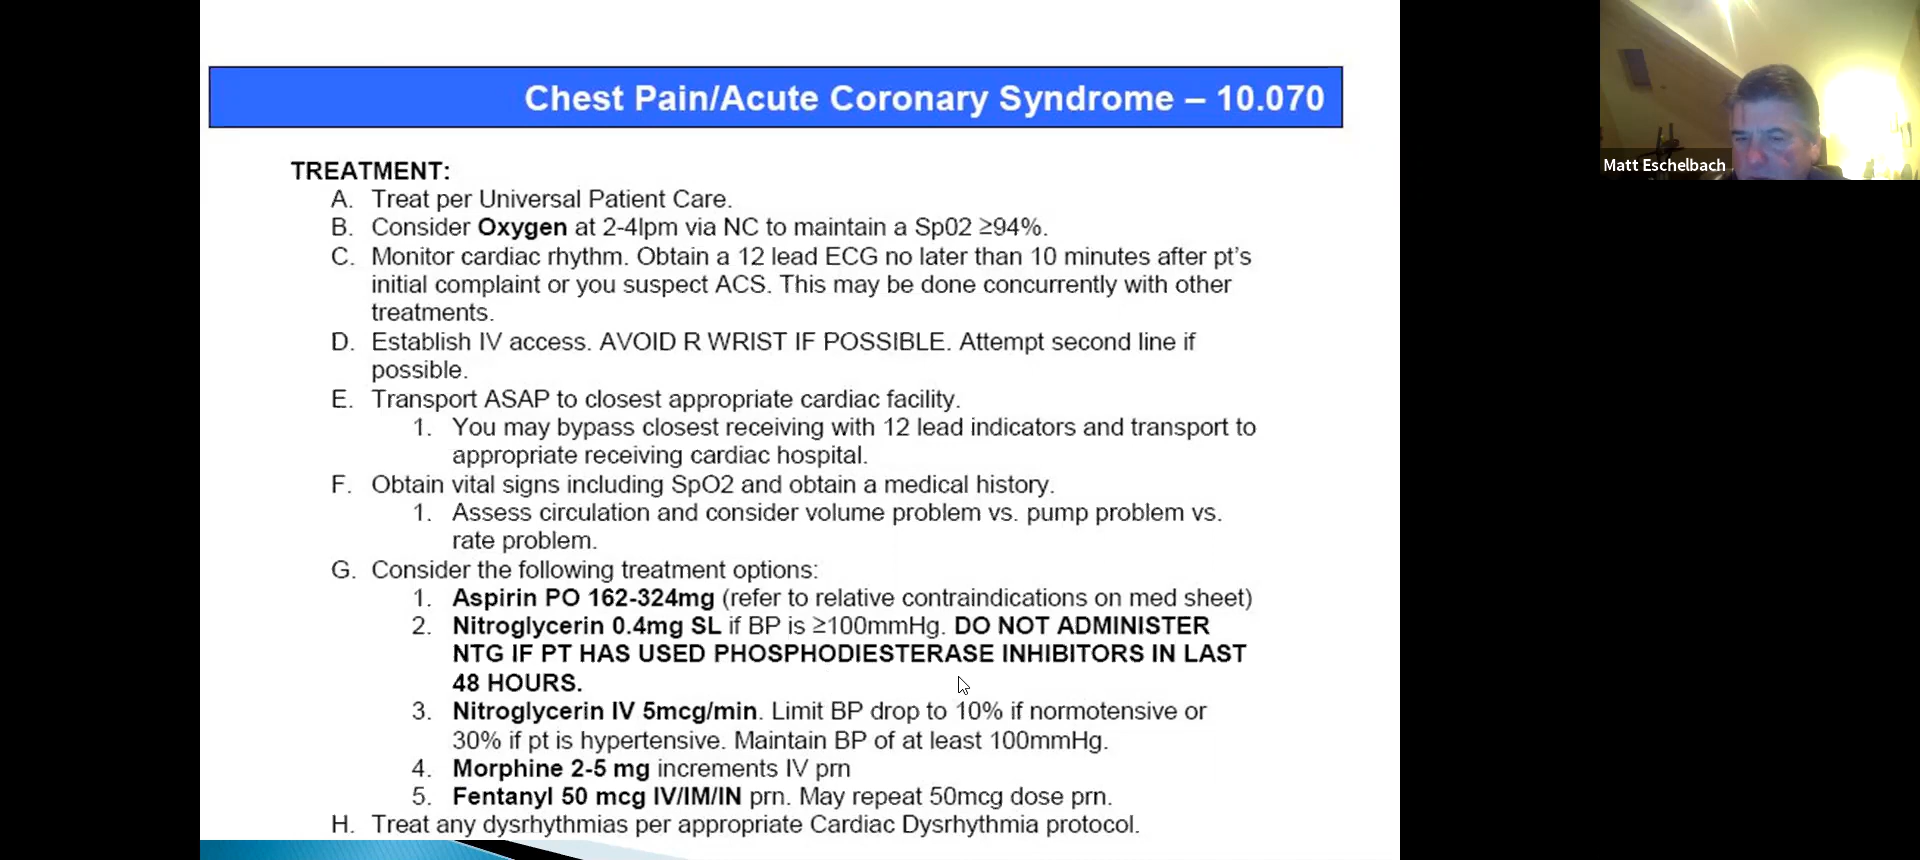 Chest Pain/Acute Coronary Syndrome – 10.070
Matt Eschelbach
TREATMENT:
A. Treat per Universal Patient Care.
B. Consider Oxygen at 2-4lpm via NC to maintain a Sp02 ≥94%.
C. Monitor cardiac rhythm. Obtain a 12 lead ECG no later than 10 minutes after pt's
initial complaint or you suspect ACS. This may be done concurrently with other
treatments.
D. Establish IV access. AVOID R WRIST IF POSSIBLE. Attempt second line if
possible.
E. Transport ASAP to closest appropriate cardiac facility.
1. You may bypass closest receiving with 12 lead indicators and transport to
appropriate receiving cardiac hospital.
F. Obtain vital signs including SpO2 and obtain a medical history.
1. Assess circulation and consider volume problem vs. pump problem vs.
rate problem.
G. Consider the following treatment options:
1. Aspirin PO 162-324mg (refer to relative contraindications on med sheet)
2. Nitroglycerin 0.4mg SL if BP is ≥100mmHg. DO NOT ADMINISTER
NTG IF PT HAS USED PHOSPHODIESTERASE INHIBITORS IN LAST
48 HOURS.
3. Nitroglycerin IV 5mcg/min. Limit BP drop to 10% if normotensive or
30% if pt is hypertensive. Maintain BP of at least 100mmHg.
4. Morphine 2-5 mg increments IV prn
5. Fentanyl 50 mcg IV/IM/IN prn. May repeat 50mcg dose prn.
H. Treat any dysrhythmias per appropriate Cardiac Dysrhythmia protocol.